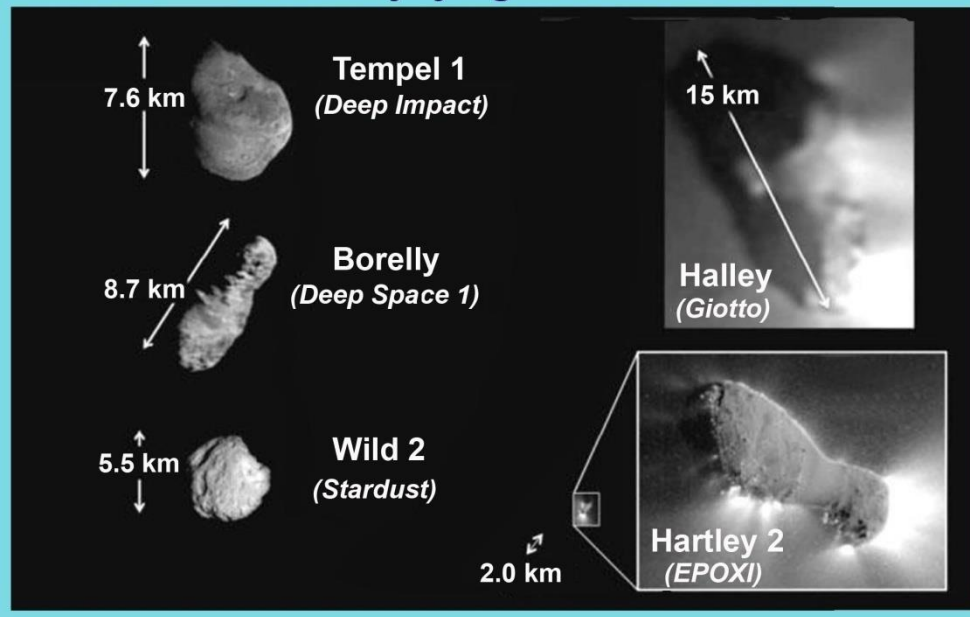 7.6 km
Tempel 1
(Deep Impact)
8.7 km
Borelly
(Deep Space 1)
5.5 km
Wild 2
(Stardust)
15 km
Halley
(Giotto)
2.0 km
Hartley 2
(EPOXI)